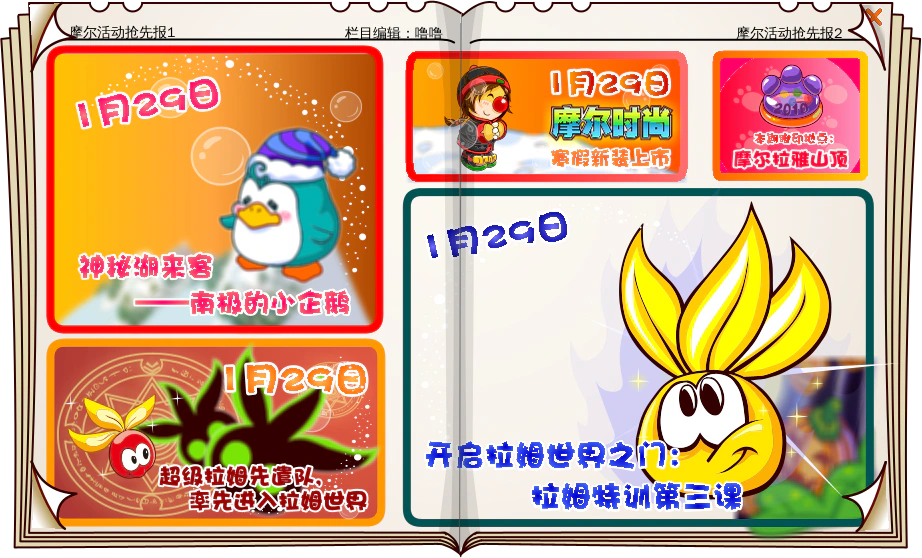 摩尔活动抢先报1
栏目编辑：噜噜
1月29日
神秘湖来客
——南极的小企鹅
1月29日
超级拉姆先遣队，
率先进入拉姆世界
摩尔活动抢先报2
1月29日
摩尔时尚
寒假新装上市
2010
本期脚印地点：
摩尔拉雅山顶
1月29日
开启拉姆世界之门：
拉姆特训第三课